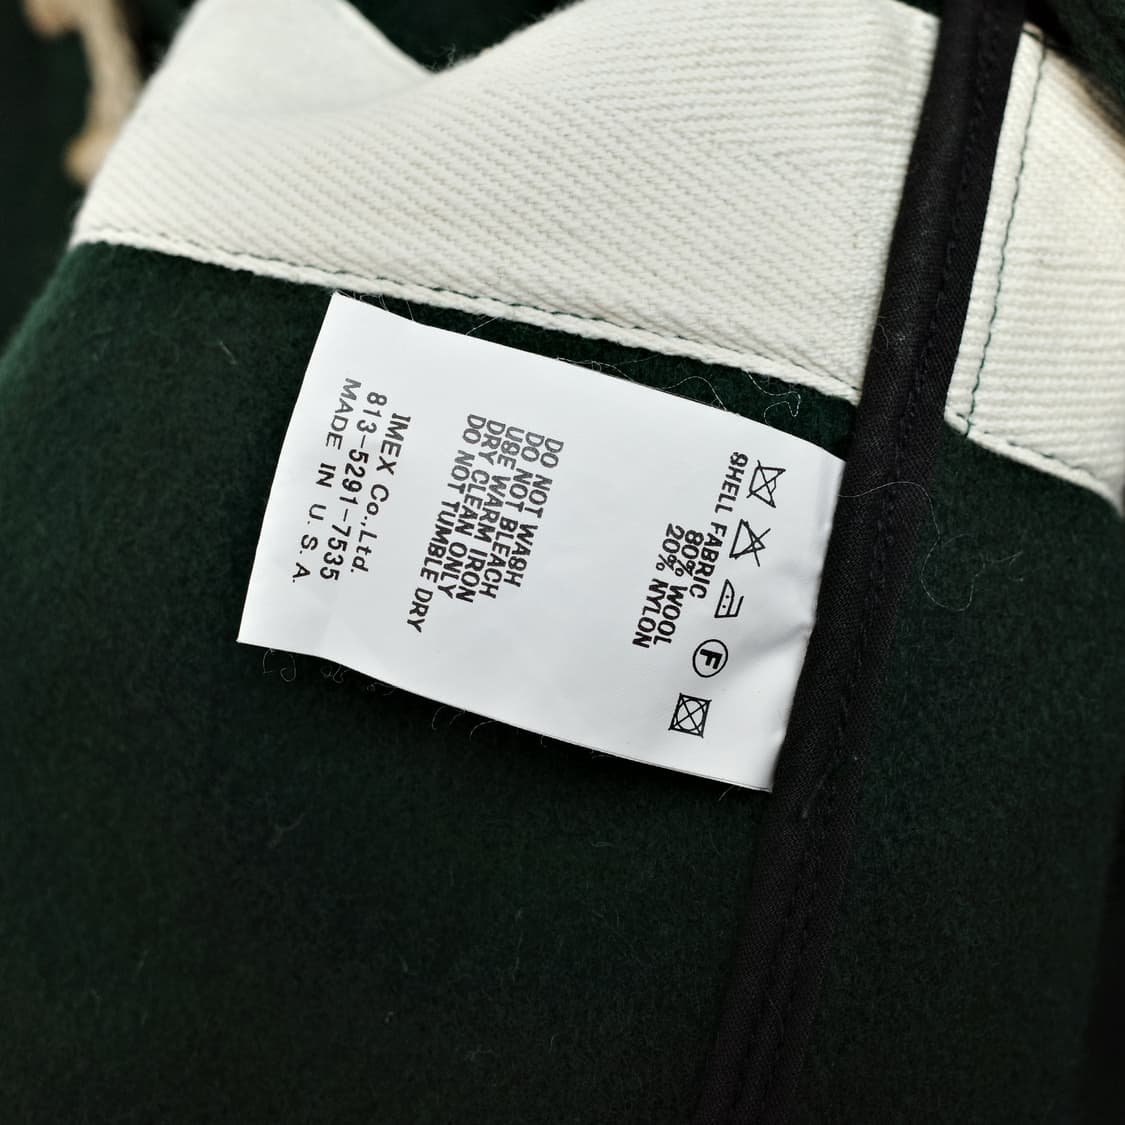 SHELL FABRIC
80% WOOL
20% NYLON
DO NOT WASH
DO NOT BLEACH
USE WARM IRON
DRY CLEAN ONLY
DO NOT TUMBLE DRY
IMEX Co.,Ltd.
813-5291-7535
MADE IN U.S.A.
F